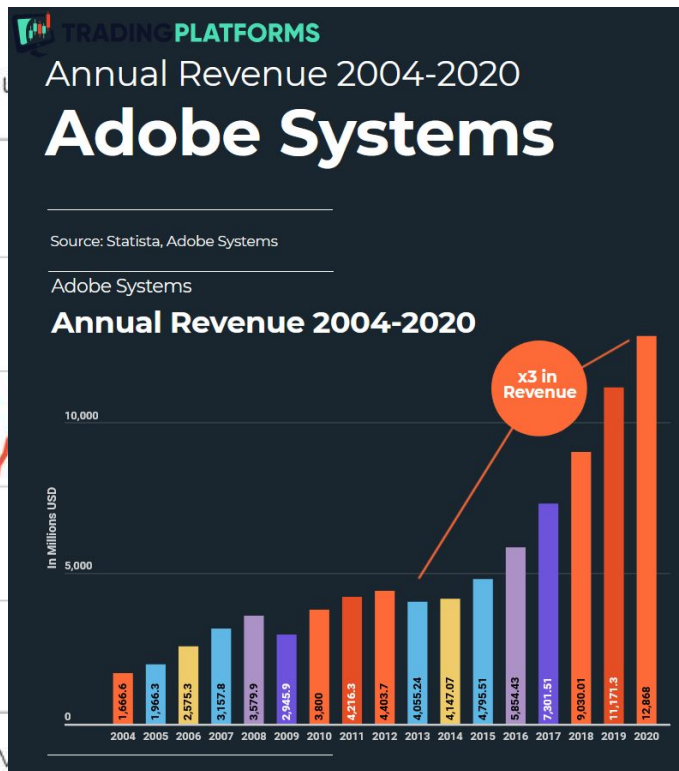 TRADINGPLATFORMS
Annual Revenue 2004-2020
Adobe Systems
Source: Statista, Adobe Systems
Adobe Systems
Annual Revenue 2004-2020
x3 in
Revenue
10,000
In Millions USD
5,000
0
1,666.6
1,966.3
2,575.3
3,157.8
3,579.9
2,945.9
3,800
4,216.3
4,403.7
4,055.24
4,147.07
4,795.51
5,854.43
7,301.51
9,030.01
11,171.3
12,868
2004 2005 2006 2007 2008 2009 2010 2011 2012 2013 2014 2015 2016 2017 2018 2019 2020